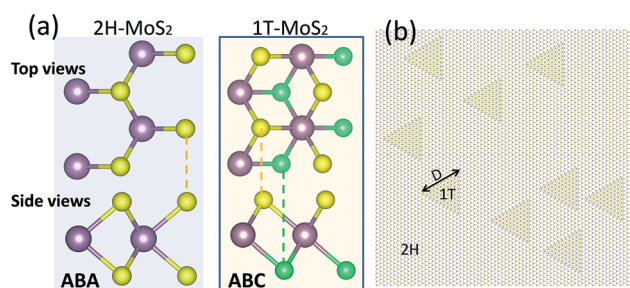 (a)
2H-MoS₂
1T-MoS₂
(b)
Top views
Side views
ABA
ABC
D
1T
2H